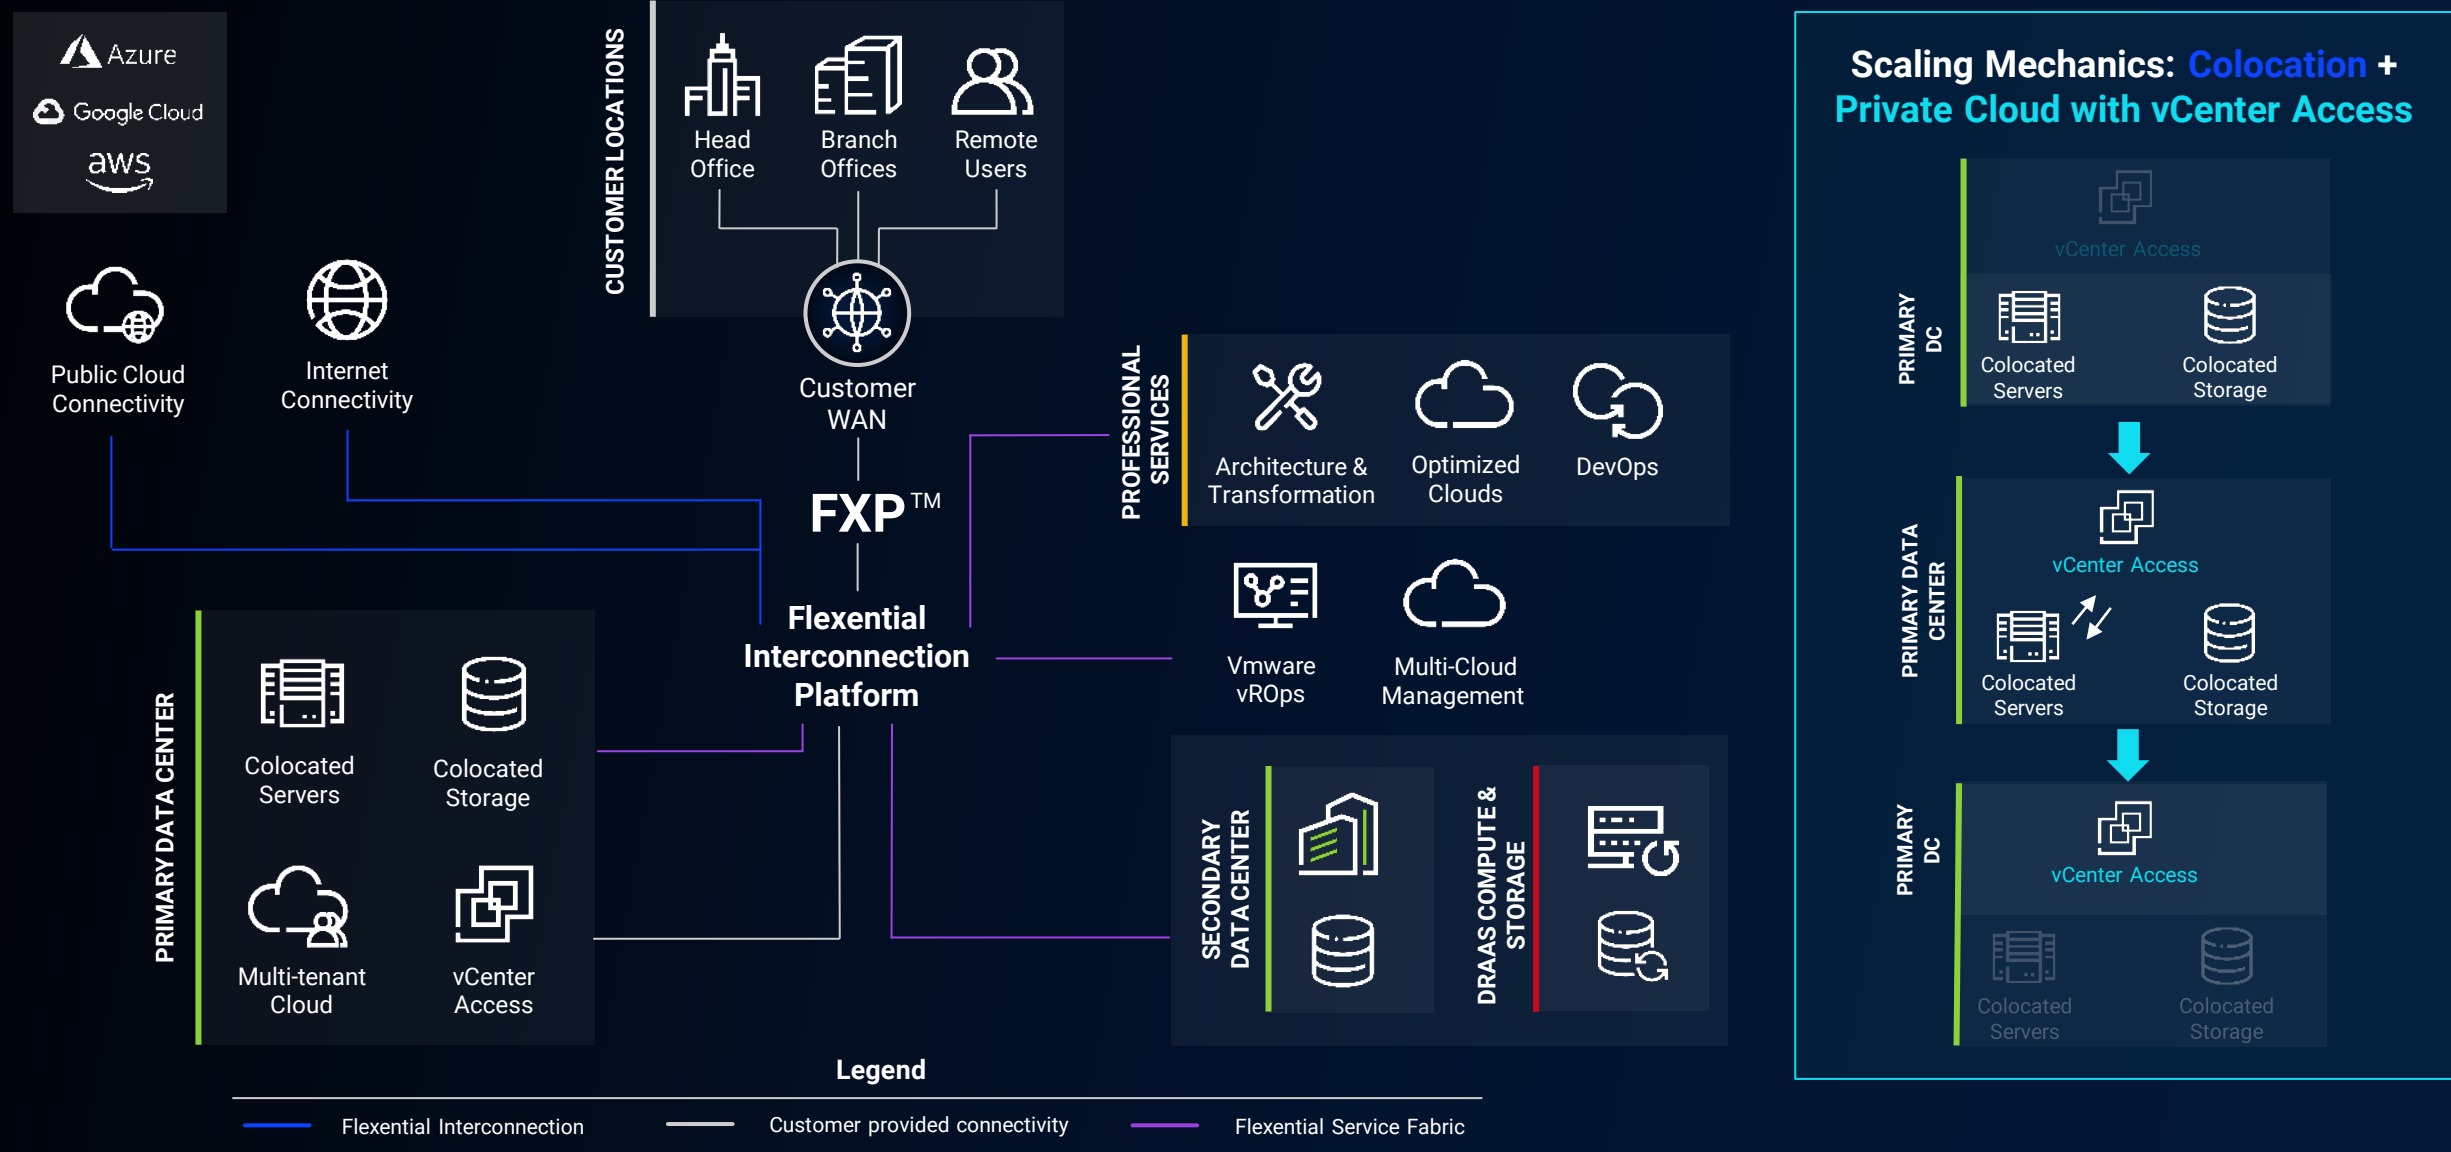 Azure
Google Cloud
aws
Public Cloud
Connectivity
Internet
Connectivity
CUSTOMER LOCATIONS
Head
Office
Branch
Offices
Remote
Users
Customer
WAN
FXP™
Flexential
Interconnection
Platform
PROFESSIONAL
SERVICES
Architecture &
Transformation
Optimized
Clouds
DevOps
Vmware
vROps
Multi-Cloud
Management
PRIMARY DATA CENTER
Colocated
Servers
Colocated
Storage
Multi-tenant
Cloud
vCenter
Access
SECONDARY
DATA CENTER
DRAAS COMPUTE &
STORAGE
Legend
Flexential Interconnection
Customer provided connectivity
Flexential Service Fabric
Scaling Mechanics: Colocation +
Private Cloud with vCenter Access
PRIMARY
DC
vCenter Access
Colocated
Servers
Colocated
Storage
PRIMARY DATA
CENTER
vCenter Access
Colocated
Servers
Colocated
Storage
PRIMARY
DC
vCenter Access
Colocated
Servers
Colocated
Storage